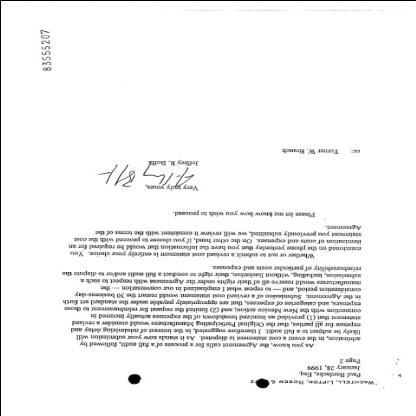 WACHTELL, LIPTON, ROSEN &
Paul Bardacke, Esq.
January 28, 1999
Page 2
As you know, the Agreement calls for a process of a full audit, followed by
arbitration, in the event a cost statement is disputed. As it stands now your submission will
likely be subject to a full audit. I therefore suggested, in the interest of minimizing delay and
expense for all parties, that the Original Participating Manufacturers would consider a revised
statement that (1) provided an itemized breakdown of the expenses actually incurred in
connection with the New Mexico action; and (2) limited the request for reimbursement to those
expenses, and categories of expenses, that are appropriately payable under the standard set forth
in the Agreement. Submission of a revised cost statement would restart the 30 business-day
consideration period, and — to repeat what I emphasized in our conversation — the
manufacturers would reserve all of their rights under the Agreement with respect to such a
submission, including, without limitation, their right to conduct a full audit and/or to dispute the
reimbursability of particular costs and expenses.
Whether or not to submit a revised cost statement is entirely your choice. You
mentioned on the phone yesterday that you have the information that would be required for an
itemization of costs and expenses. On the other hand, if you choose to proceed with the cost
statement you previously submitted, we will review it consistent with the terms of the
Agreement.
Please let me know how you wish to proceed.
Very truly yours,
Jeffrey R. Boffa
cc: Turner W. Branch
83555207